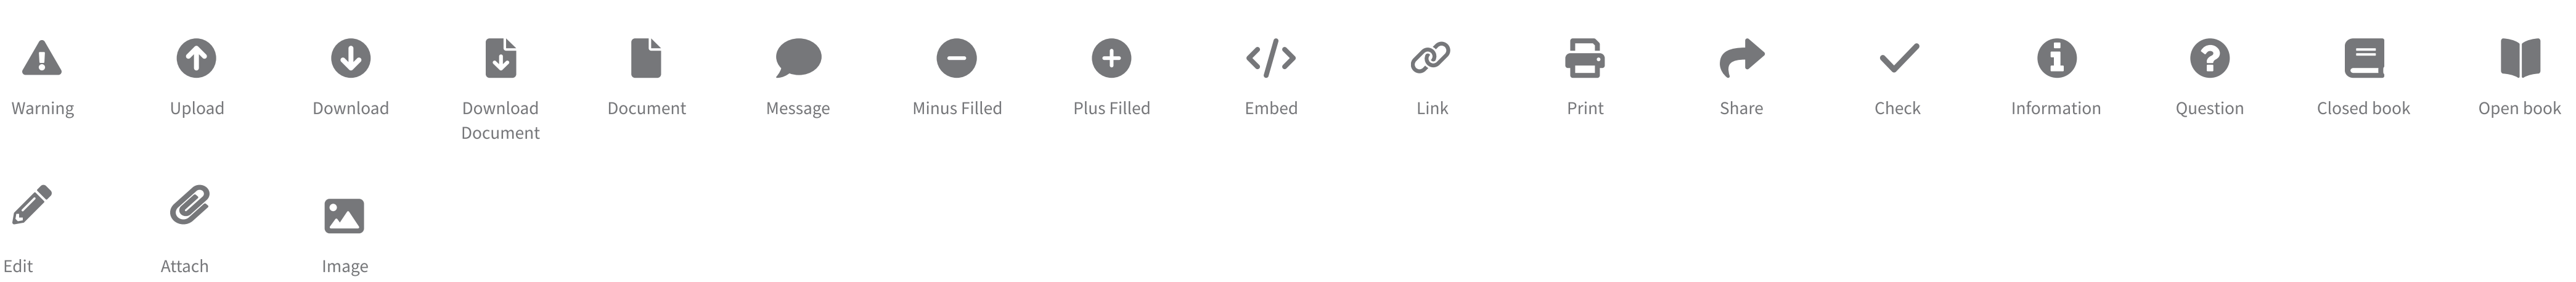 Warning Upload Download Download Document Message Minus Filled Plus Filled Embed Link Print Share Check Information Question Closed book Open book
Document
Edit Attach Image